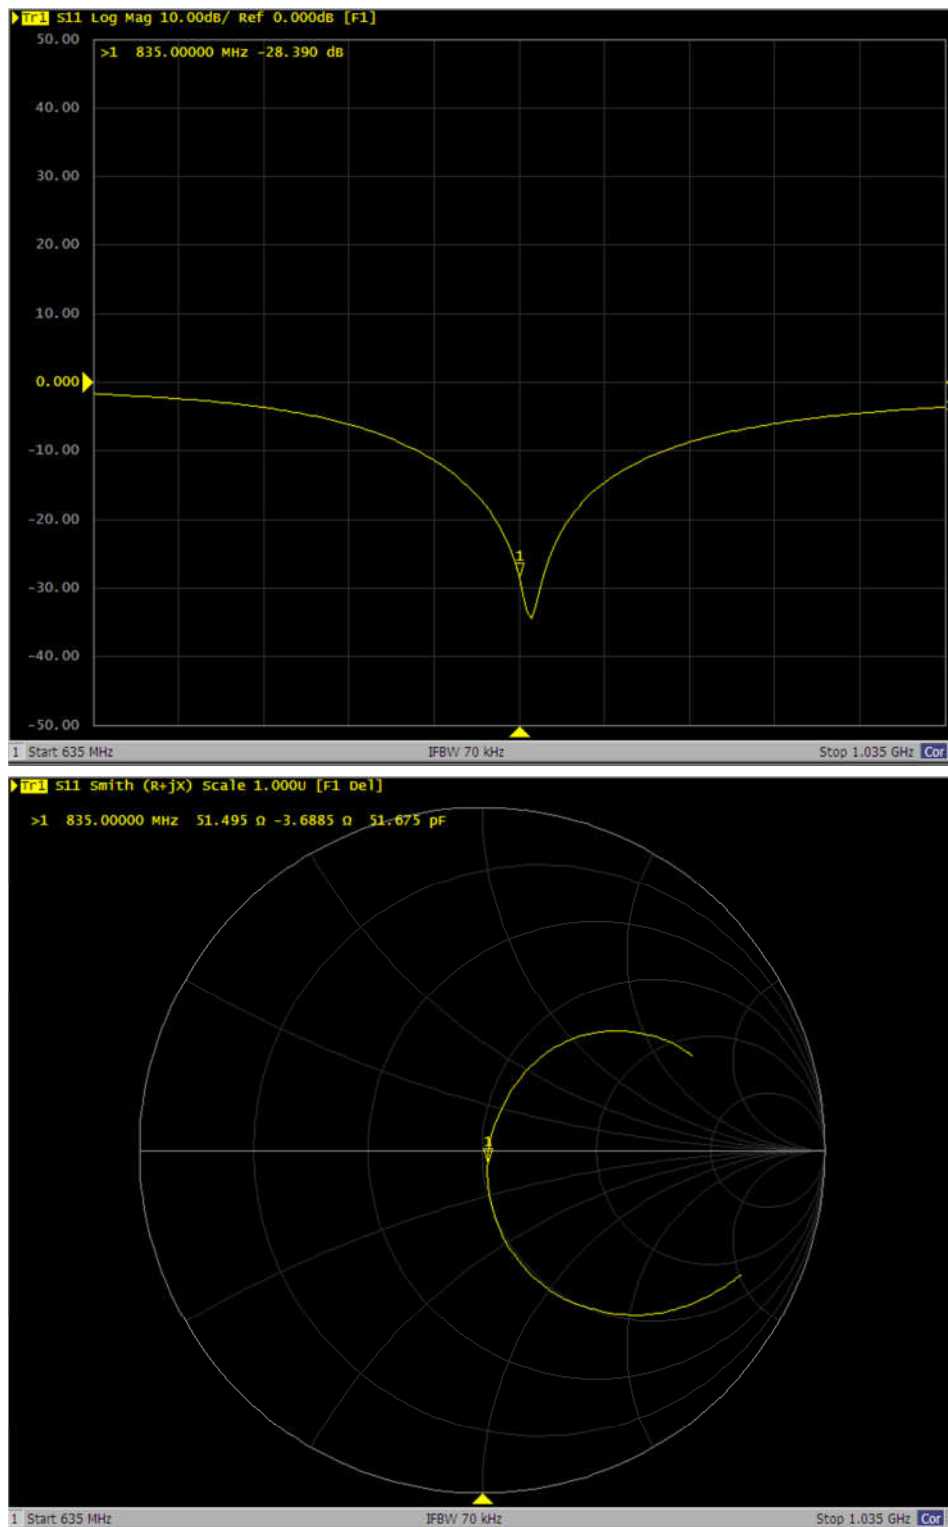 Tr1 S11 Log Mag 10.00dB/ Ref 0.000dB [F1]
50.00
>1 835.00000 MHz -28.390 dB
40.00
30.00
20.00
10.00
0.000
-10.00
-20.00
1
-30.00
-40.00
-50.00
1 Start 635 MHz IFBW 70 kHz Stop 1.035 GHz Cor
Tr1 S11 Smith (R+jX) Scale 1.000U [F1 Del]
>1 835.00000 MHz 51.495 Ω -3.6885 Ω 51.675 pF
1
1 Start 635 MHz IFBW 70 kHz Stop 1.035 GHz Cor